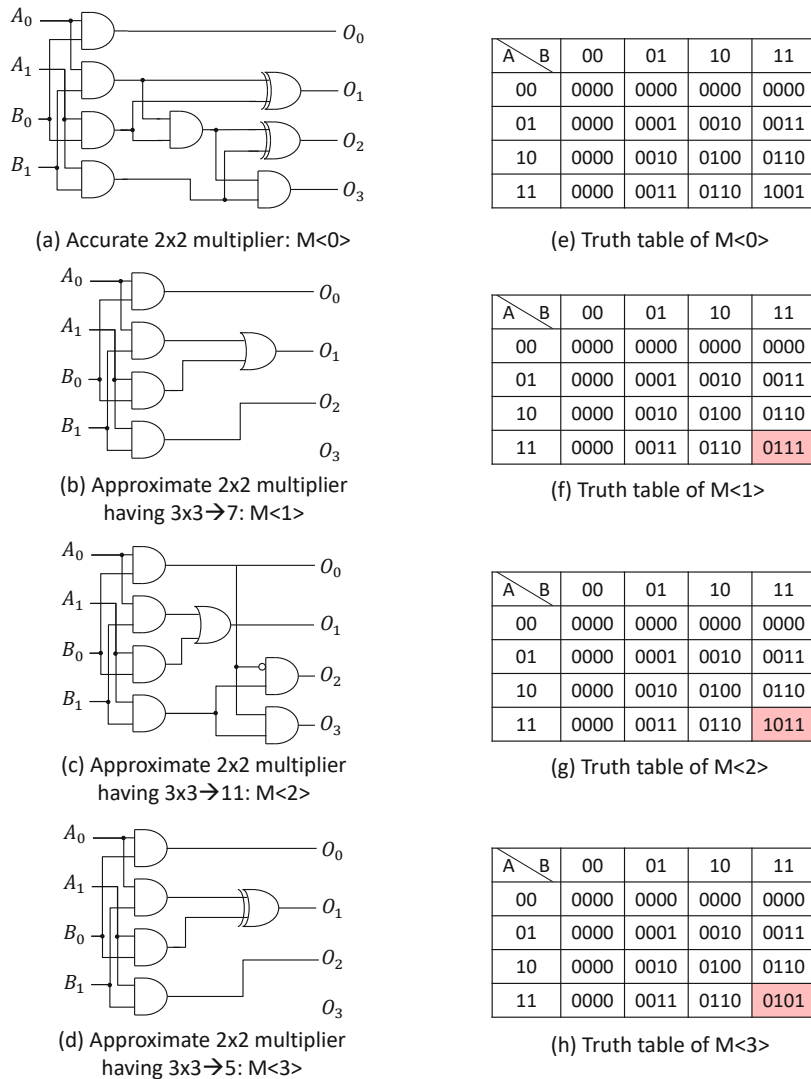 A₀
A₁
B₀
B₁
O₀
O₁
O₂
O₃
(a) Accurate 2x2 multiplier: M<0>
A B 00 01 10 11
00 0000 0000 0000 0000
01 0000 0001 0010 0011
10 0000 0010 0100 0110
11 0000 0011 0110 1001
(e) Truth table of M<0>
A₀
A₁
B₀
B₁
O₀
O₁
O₂
O₃
(b) Approximate 2x2 multiplier
having 3x3→7: M<1>
A B 00 01 10 11
00 0000 0000 0000 0000
01 0000 0001 0010 0011
10 0000 0010 0100 0110
11 0000 0011 0110 0111
(f) Truth table of M<1>
A₀
A₁
B₀
B₁
O₀
O₁
O₂
O₃
(c) Approximate 2x2 multiplier
having 3x3→11: M<2>
A B 00 01 10 11
00 0000 0000 0000 0000
01 0000 0001 0010 0011
10 0000 0010 0100 0110
11 0000 0011 0110 1011
(g) Truth table of M<2>
A₀
A₁
B₀
B₁
O₀
O₁
O₂
O₃
(d) Approximate 2x2 multiplier
having 3x3→5: M<3>
A B 00 01 10 11
00 0000 0000 0000 0000
01 0000 0001 0010 0011
10 0000 0010 0100 0110
11 0000 0011 0110 0101
(h) Truth table of M<3>